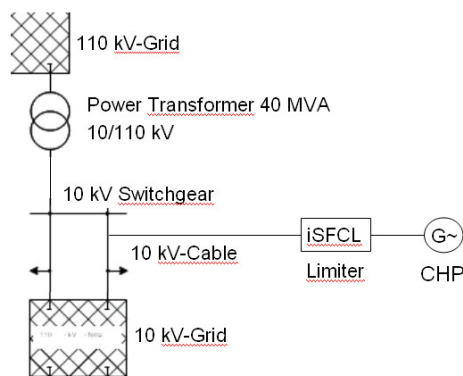 110 kV-Grid
Power Transformer 40 MVA
10/110 kV
10 kV Switchgear
iSFCL
G~
10 kV-Cable
Limiter
CHP
10 kV-Grid